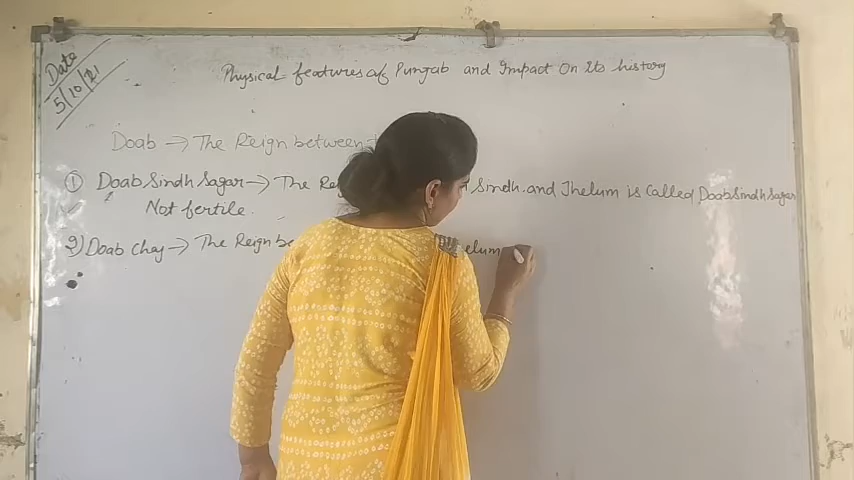 Date
5/10/21
Physical features of Punjab and Impact On Its history
Doab → The Reign between
① Doab Sindh Sagar → The Re Sindh and Jhelum is Called Doab Sindh Sagar
Not fertile.
2) Doab Chaj → The Reign B elum